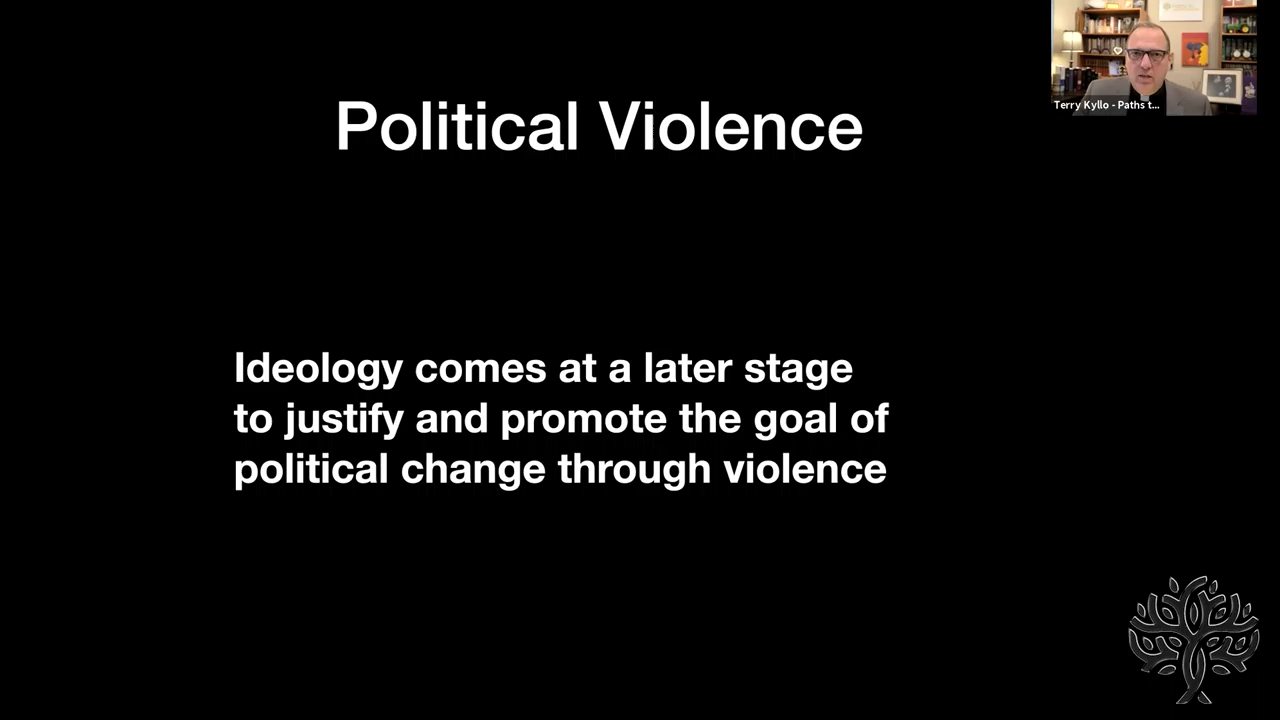 Political Violence
Terry Kyllo - Paths t...
Ideology comes at a later stage
to justify and promote the goal of
political change through violence